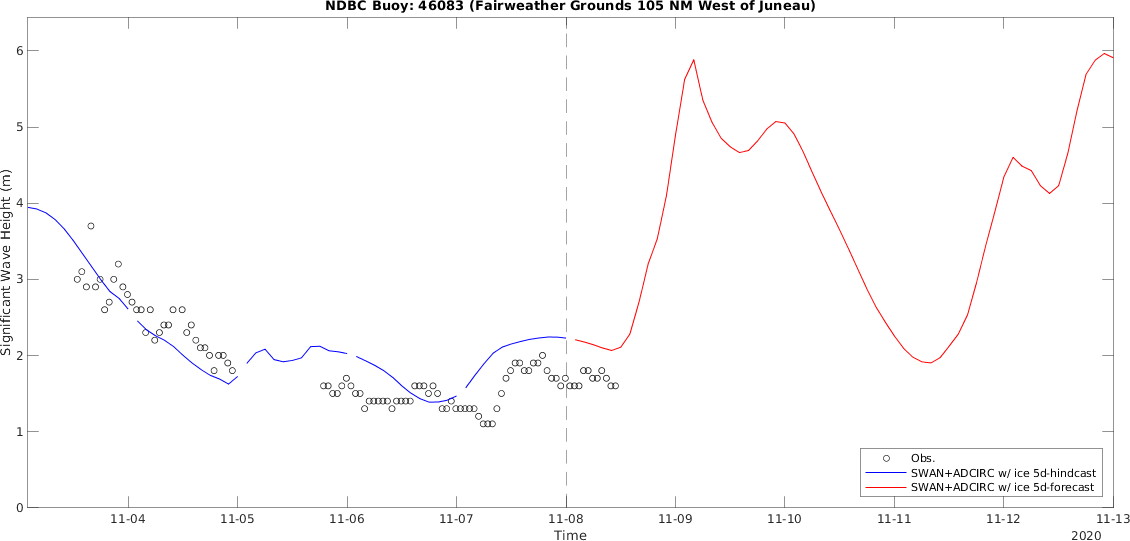 NDBC Buoy: 46083 (Fairweather Grounds 105 NM West of Juneau)
Significant Wave Height (m)
6
5
4
3
2
1
0
11-04 11-05 11-06 11-07 11-08 11-09 11-10 11-11 11-12 11-13
Time
2020
Obs.
SWAN+ADCIRC w/ ice 5d-hindcast
SWAN+ADCIRC w/ ice 5d-forecast